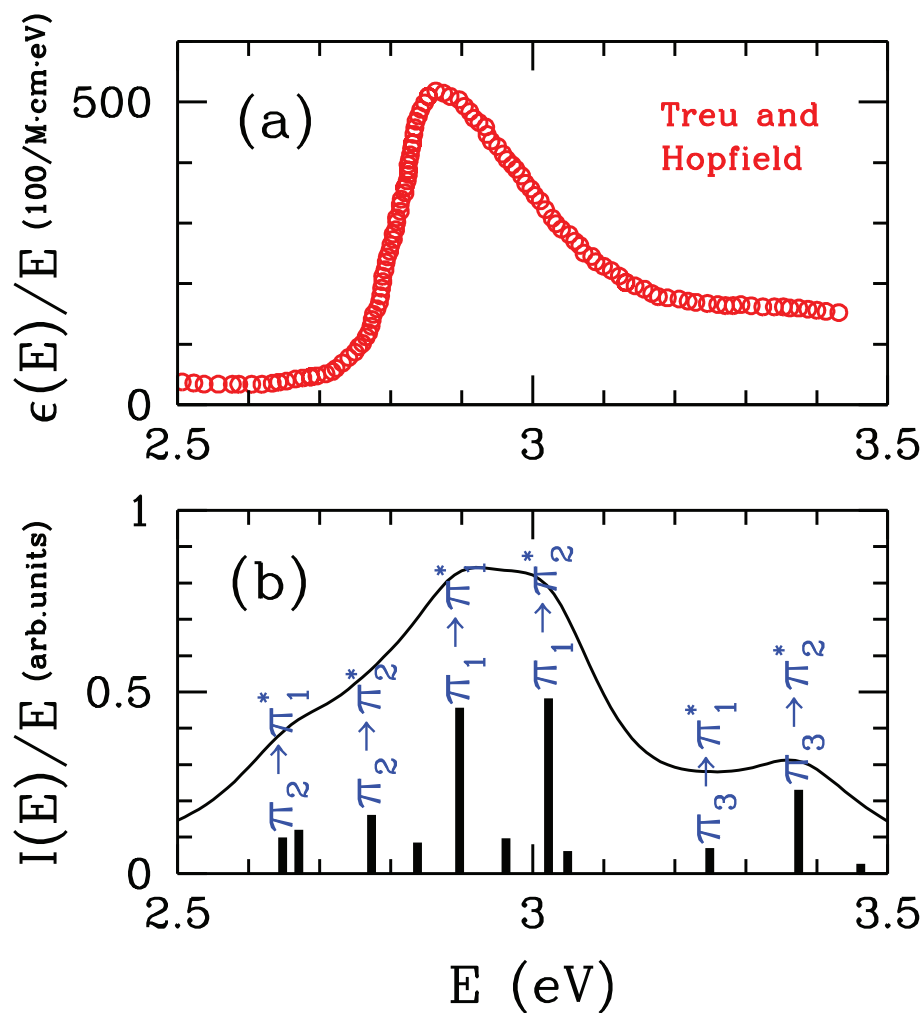 ϵ(E)/E (100/M·cm·eV)
500
0
(a)
Treu and
Hopfield
2.5 3 3.5
I(E)/E (arb.units)
1
0.5
0
(b)
π2→π1*
π2→π2*
π1→π1*
π1→π2*
π3→π1*
π3→π2*
2.5 3 3.5
E (eV)